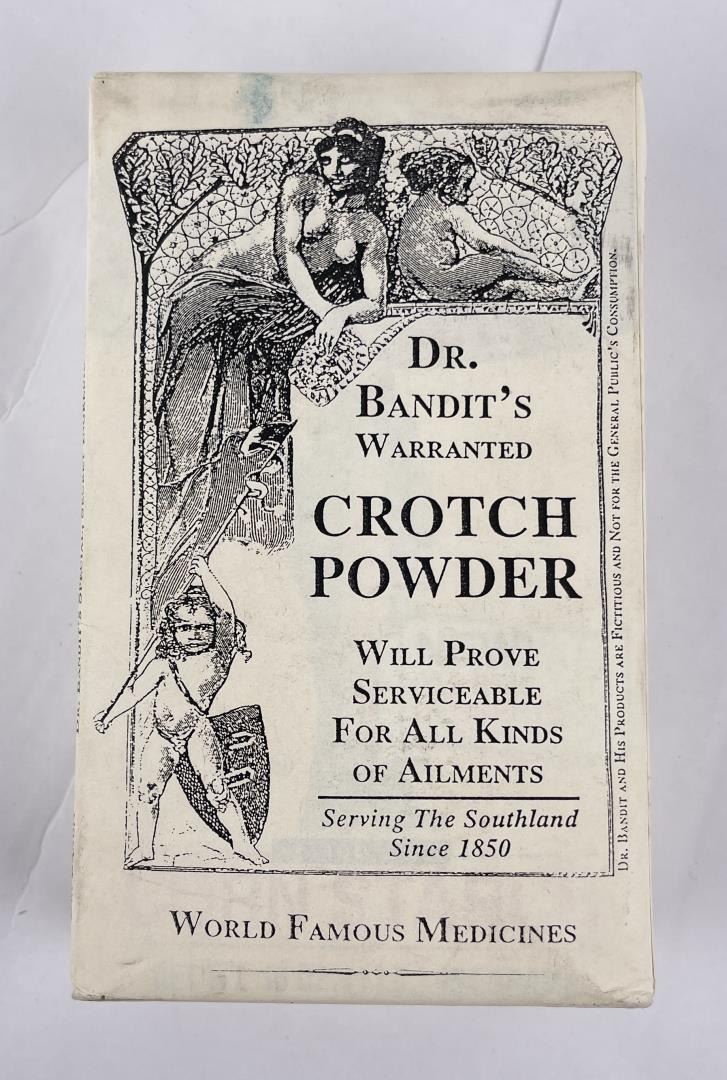 DR.
BANDIT'S
WARRANTED
CROTCH
POWDER
WILL PROVE
SERVICEABLE
FOR ALL KINDS
OF AILMENTS
Serving The Southland
Since 1850
WORLD FAMOUS MEDICINES
DR. BANDIT AND HIS PRODUCTS ARE FICTITIOUS AND NOT FOR THE GENERAL PUBLIC'S CONSUMPTION.